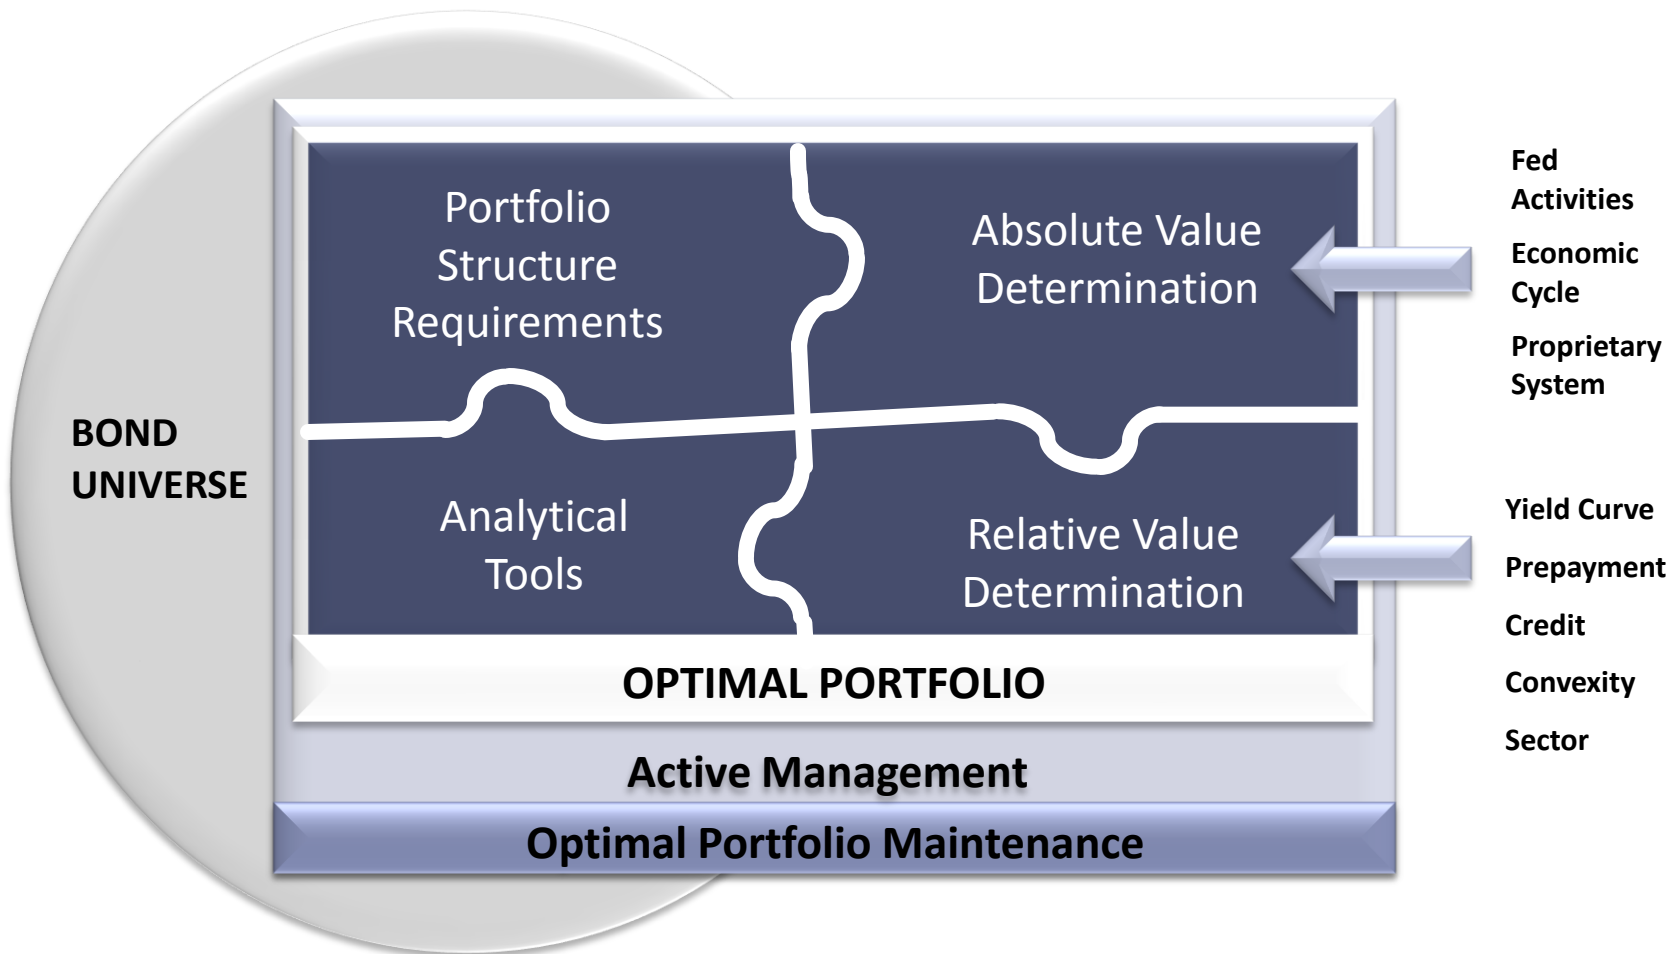 BOND
UNIVERSE
Portfolio
Structure
Requirements
Absolute Value
Determination
Analytical
Tools
Relative Value
Determination
OPTIMAL PORTFOLIO
Active Management
Optimal Portfolio Maintenance
Fed
Activities
Economic
Cycle
Proprietary
System
Yield Curve
Prepayment
Credit
Convexity
Sector